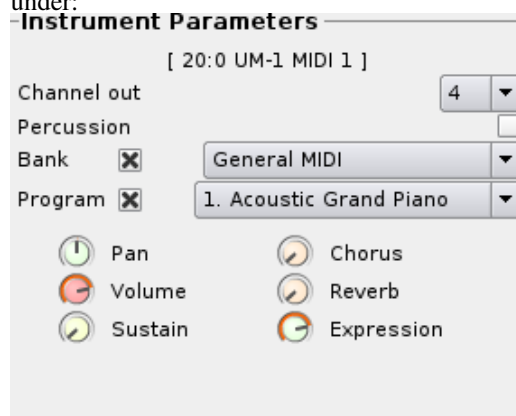 under:
Instrument Parameters
[ 20:0 UM-1 MIDI 1 ]
Channel out 4
Percussion
Bank General MIDI
Program 1. Acoustic Grand Piano
Pan Chorus
Volume Reverb
Sustain Expression